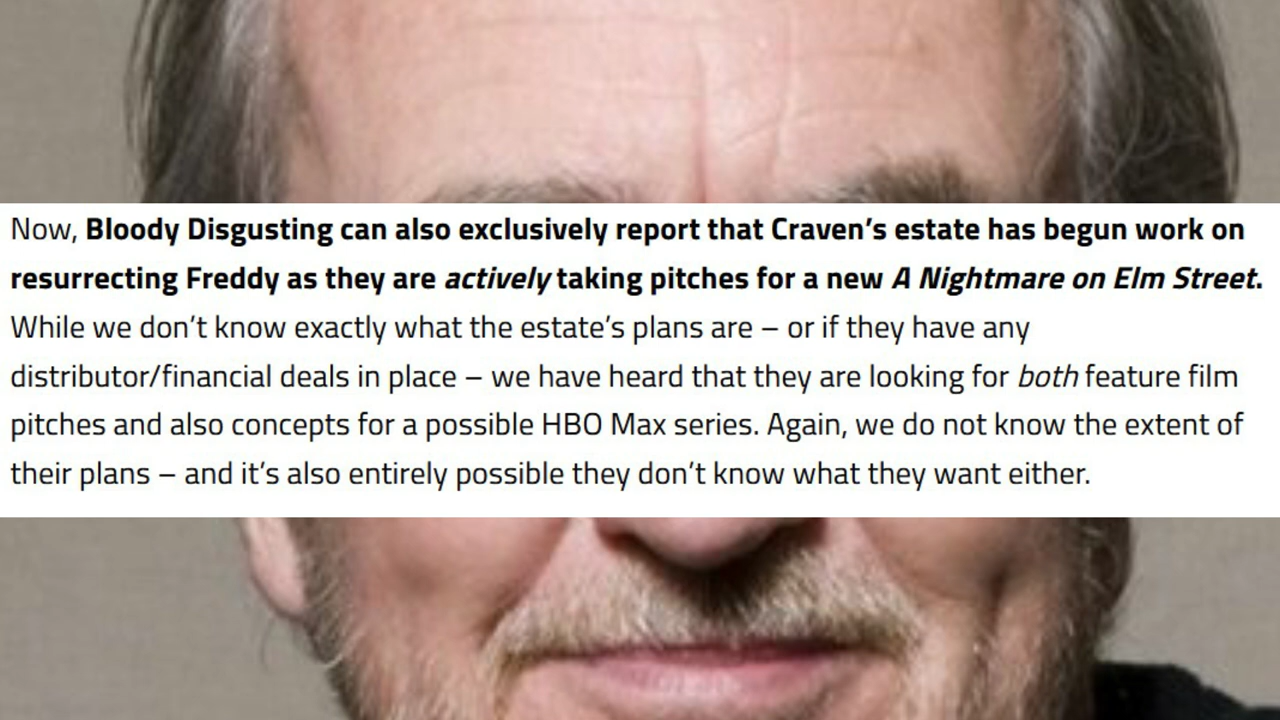 Now, Bloody Disgusting can also exclusively report that Craven’s estate has begun work on
resurrecting Freddy as they are actively taking pitches for a new A Nightmare on Elm Street.
While we don’t know exactly what the estate’s plans are – or if they have any
distributor/financial deals in place – we have heard that they are looking for both feature film
pitches and also concepts for a possible HBO Max series. Again, we do not know the extent of
their plans – and it’s also entirely possible they don’t know what they want either.